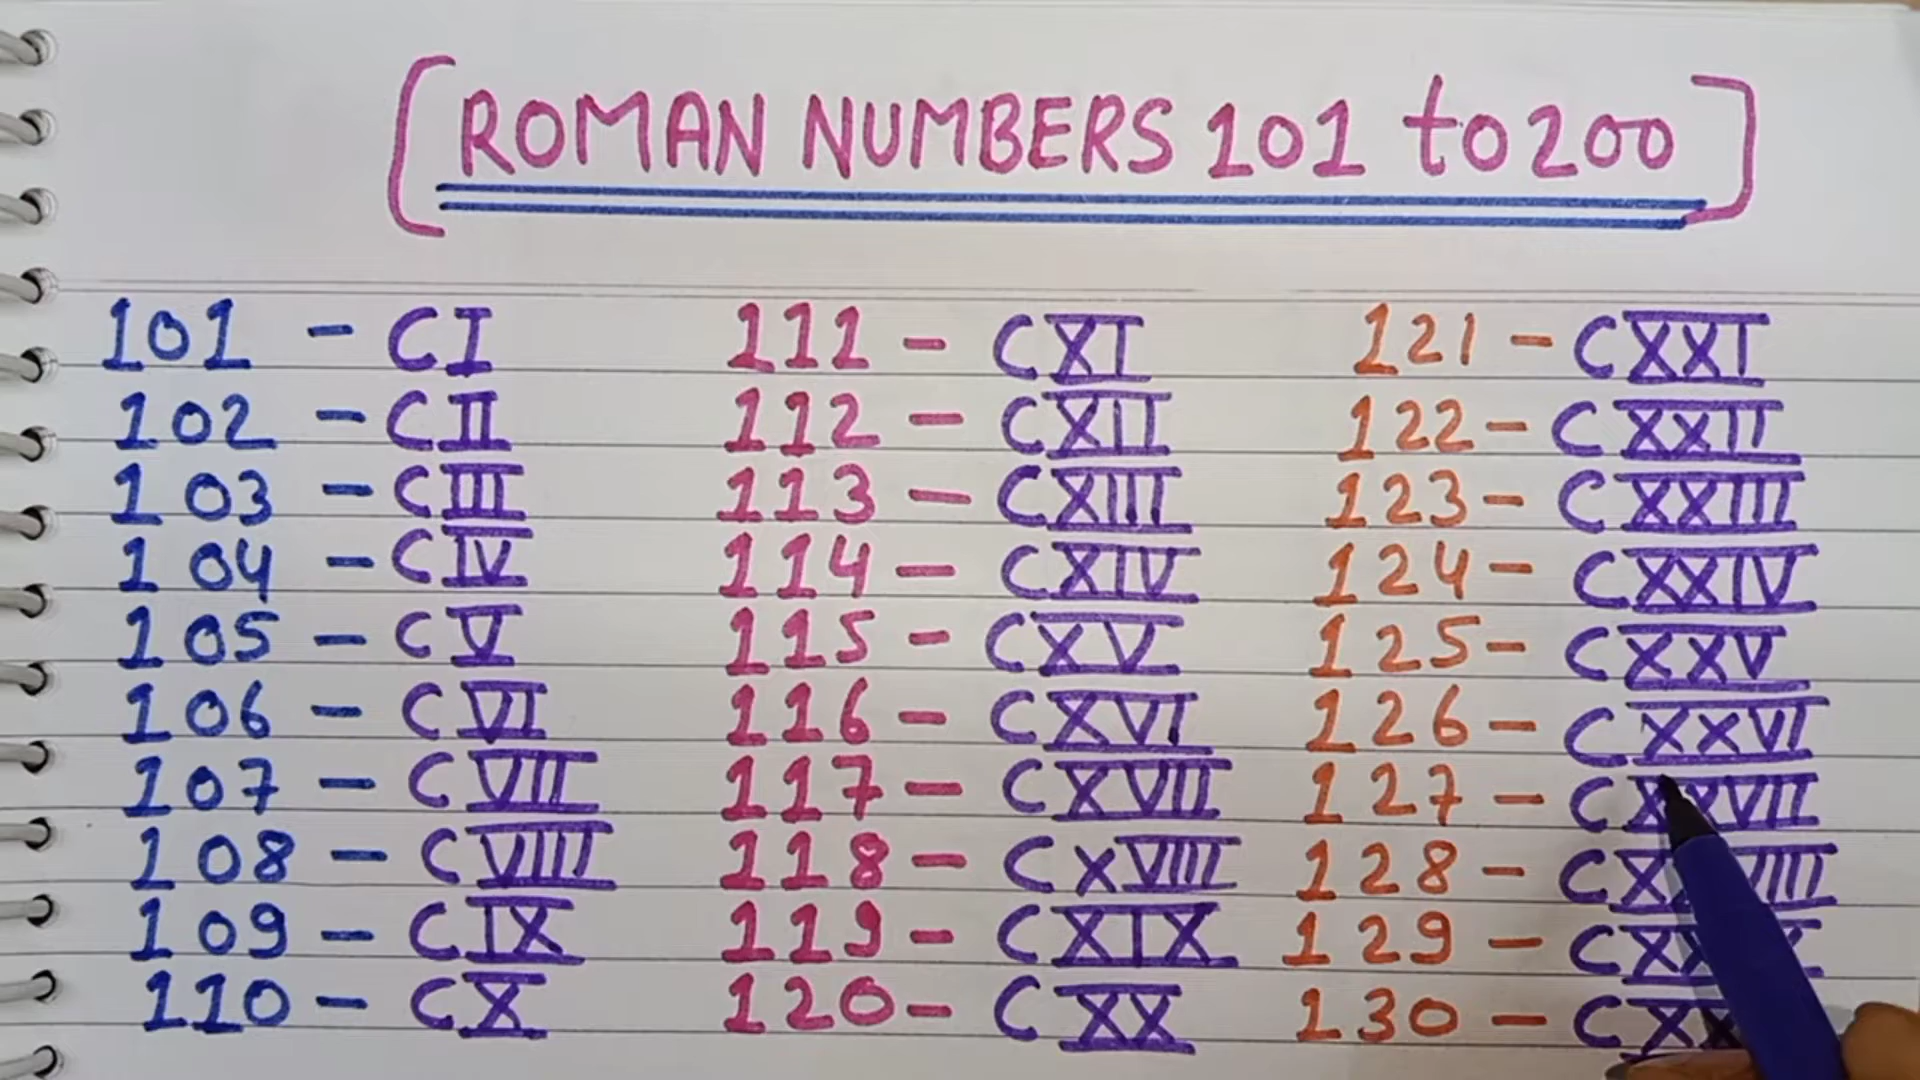 [ROMAN NUMBERS 101 to 200]
101 - CI 111 - CXI 121 - CXXI
102 - CII 112 - CXII 122 - CXXII
103 - CIII 113 - CXIII 123 - CXXIII
104 - CIV 114 - CXIV 124 - CXXIV
105 - CV 115 - CXV 125 - CXXV
106 - CVI 116 - CXVI 126 - CXXVI
107 - CVII 117 - CXVII 127 - CXXVII
108 - CVIII 118 - CXVIII 128 -
109 - CIX 119 - CXIX 129 -
110 - CX 120 - CXX 130 -